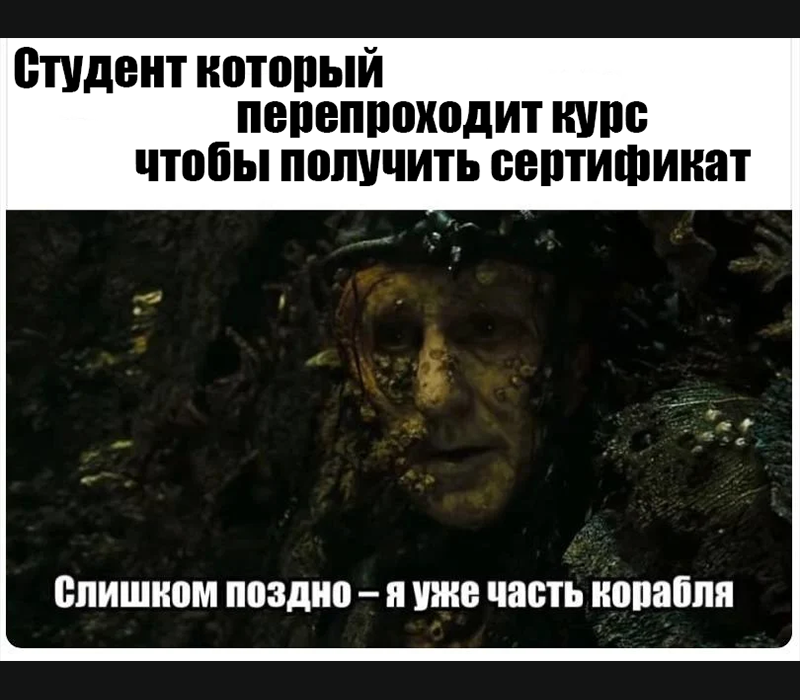 Студент который
перепроходит курс
чтобы получить сертификат
Слишком поздно – я уже часть корабля